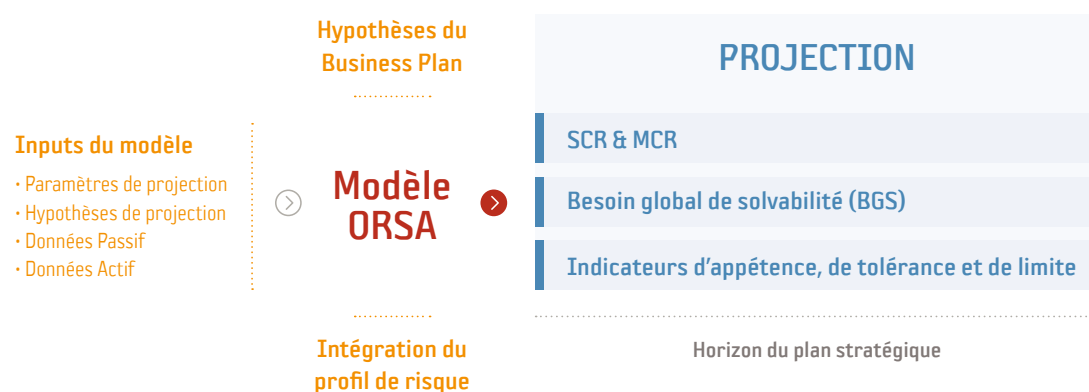 Hypothèses du
Business Plan
PROJECTION
Inputs du modèle
• Paramètres de projection
• Hypothèses de projection
• Données Passif
• Données Actif
Modèle
ORSA
SCR & MCR
Besoin global de solvabilité (BGS)
Indicateurs d'appétence, de tolérance et de limite
Intégration du
profil de risque
Horizon du plan stratégique